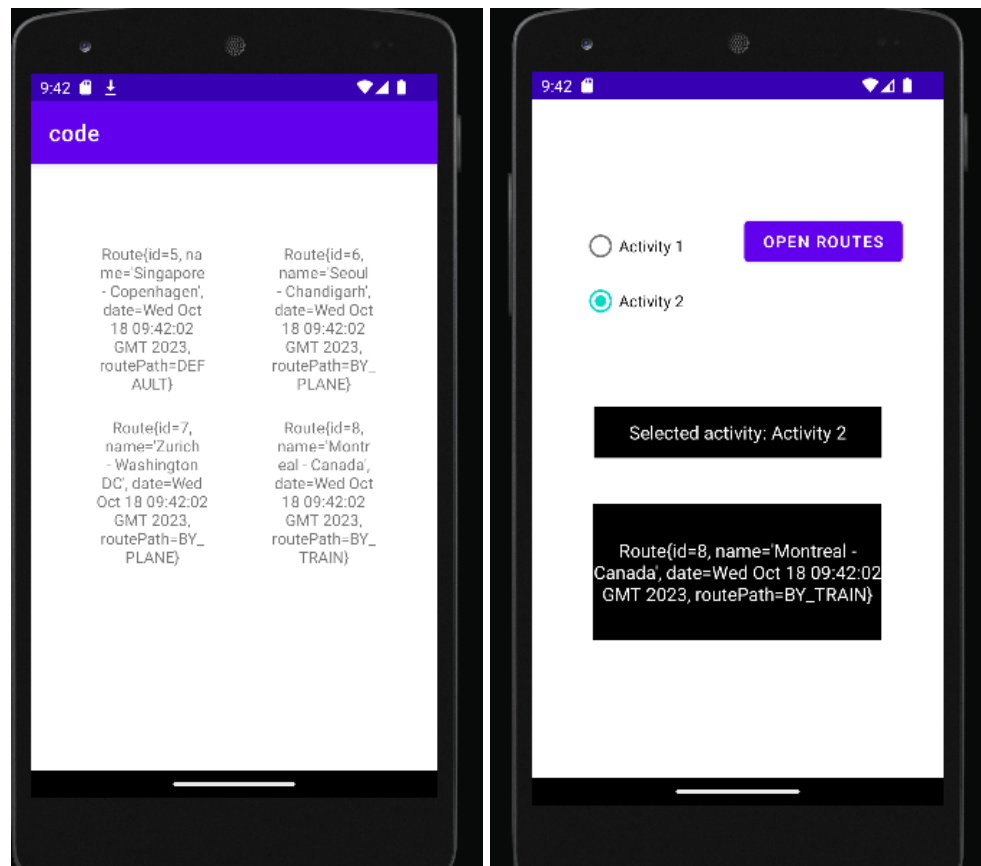 9:42
code
Route{id=5, na
me='Singapore
- Copenhagen',
date=Wed Oct
18 09:42:02
GMT 2023,
routePath=DEF
AULT}
Route{id=6,
name='Seoul
- Chandigarh',
date=Wed Oct
18 09:42:02
GMT 2023,
routePath=BY_
PLANE}
Route{id=7,
name='Zurich
- Washington
DC', date=Wed
Oct 18 09:42:02
GMT 2023,
routePath=BY_
PLANE}
Route{id=8,
name='Montr
eal - Canada',
date=Wed Oct
18 09:42:02
GMT 2023,
routePath=BY_
TRAIN}
9:42
Activity 1
OPEN ROUTES
Activity 2
Selected activity: Activity 2
Route{id=8, name='Montreal -
Canada', date=Wed Oct 18 09:42:02
GMT 2023, routePath=BY_TRAIN}